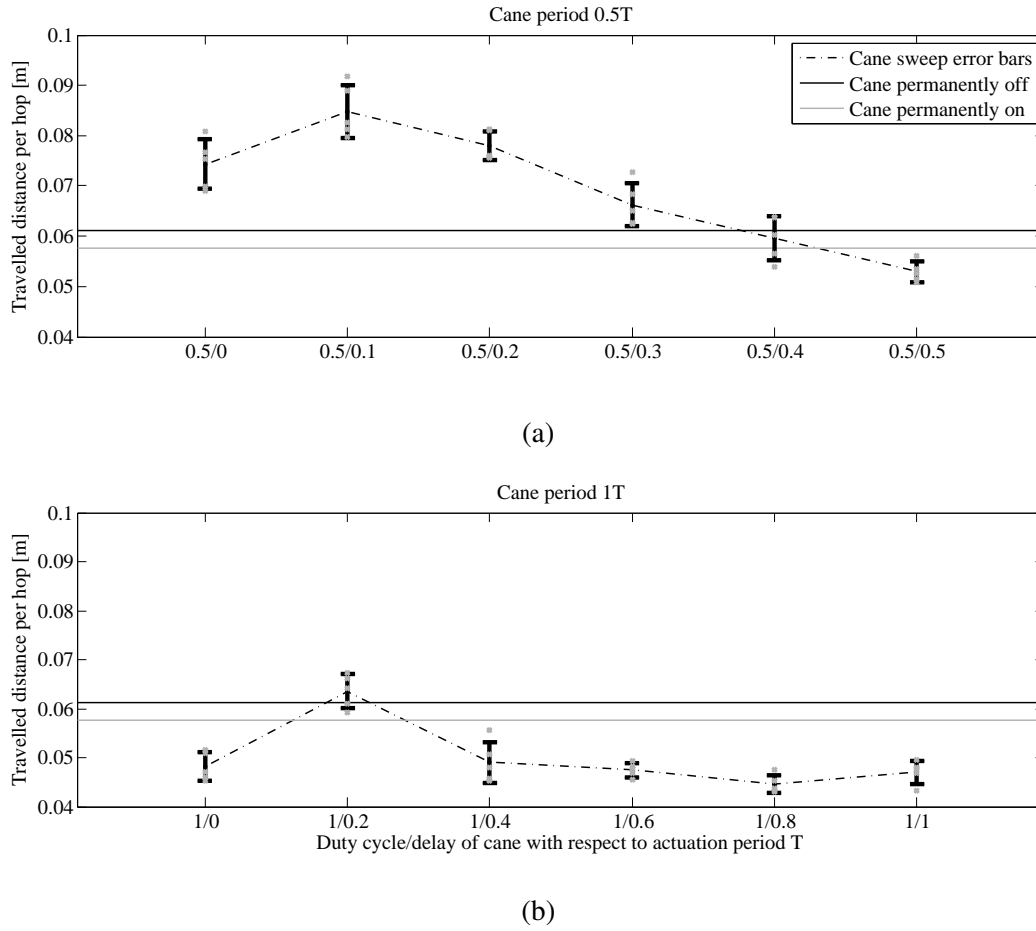 Cane period 0.5T
Travelled distance per hop [m]
0.1
0.09
0.08
0.07
0.06
0.05
0.04
Cane sweep error bars
Cane permanently off
Cane permanently on
0.5/0 0.5/0.1 0.5/0.2 0.5/0.3 0.5/0.4 0.5/0.5
(a)
Cane period 1T
Travelled distance per hop [m]
0.1
0.09
0.08
0.07
0.06
0.05
0.04
1/0 1/0.2 1/0.4 1/0.6 1/0.8 1/1
Duty cycle/delay of cane with respect to actuation period T
(b)